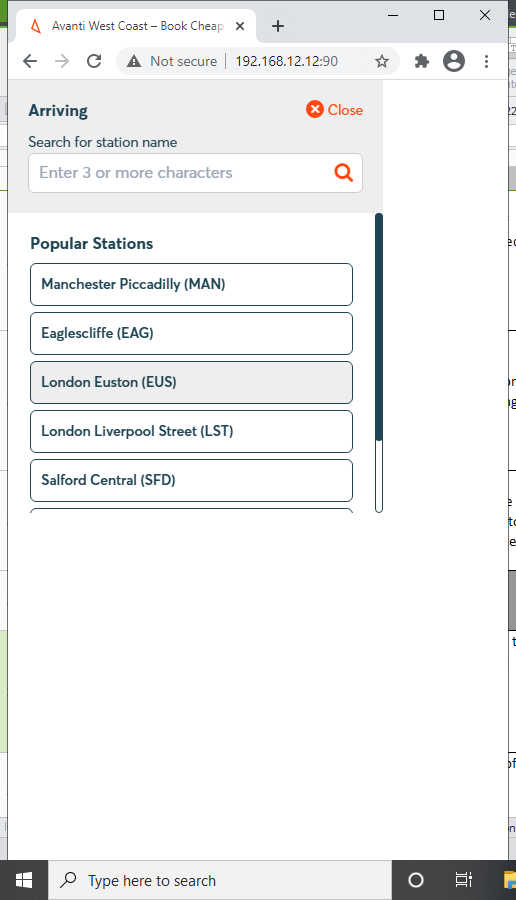 Avanti West Coast – Book Cheap
Not secure
192.168.12.12:90
Arriving
Close
Search for station name
Enter 3 or more characters
Popular Stations
Manchester Piccadilly (MAN)
Eaglescliffe (EAG)
London Euston (EUS)
London Liverpool Street (LST)
Salford Central (SFD)
Type here to search